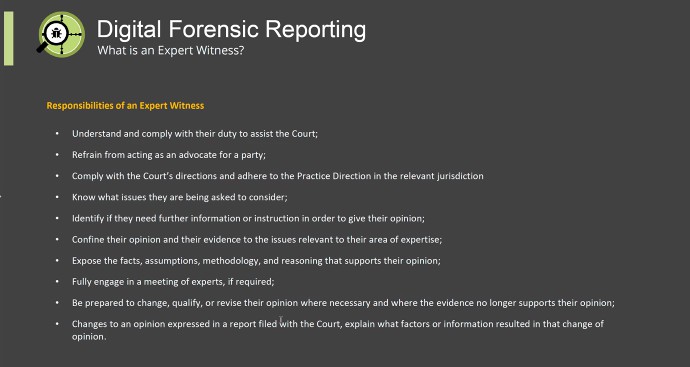 Digital Forensic Reporting
What is an Expert Witness?
Responsibilities of an Expert Witness
• Understand and comply with their duty to assist the Court;
• Refrain from acting as an advocate for a party;
• Comply with the Court's directions and adhere to the Practice Direction in the relevant jurisdiction
• Know what issues they are being asked to consider;
• Identify if they need further information or instruction in order to give their opinion;
• Confine their opinion and their evidence to the issues relevant to their area of expertise;
• Expose the facts, assumptions, methodology, and reasoning that supports their opinion;
• Fully engage in a meeting of experts, if required;
• Be prepared to change, qualify, or revise their opinion where necessary and where the evidence no longer supports their opinion;
• Changes to an opinion expressed in a report filed with the Court, explain what factors or information resulted in that change of
opinion.